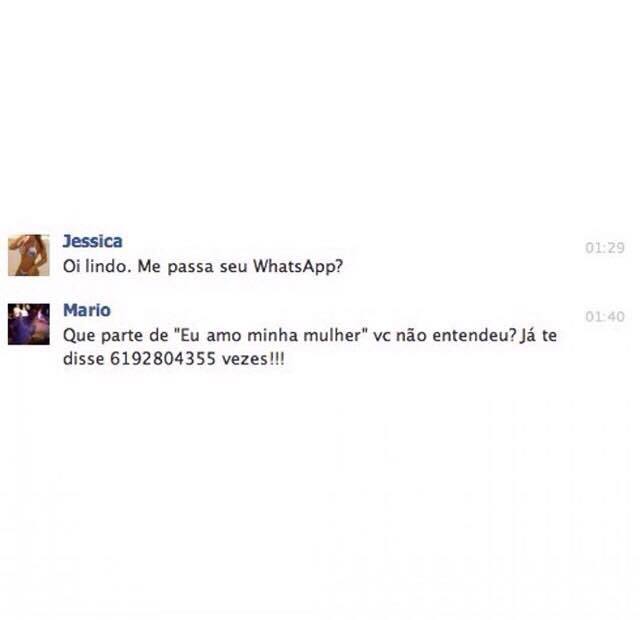 Jessica
01:29
Oi lindo. Me passa seu WhatsApp?
Mario
01:40
Que parte de "Eu amo minha mulher" vc não entendeu? Já te
disse 6192804355 vezes!!!